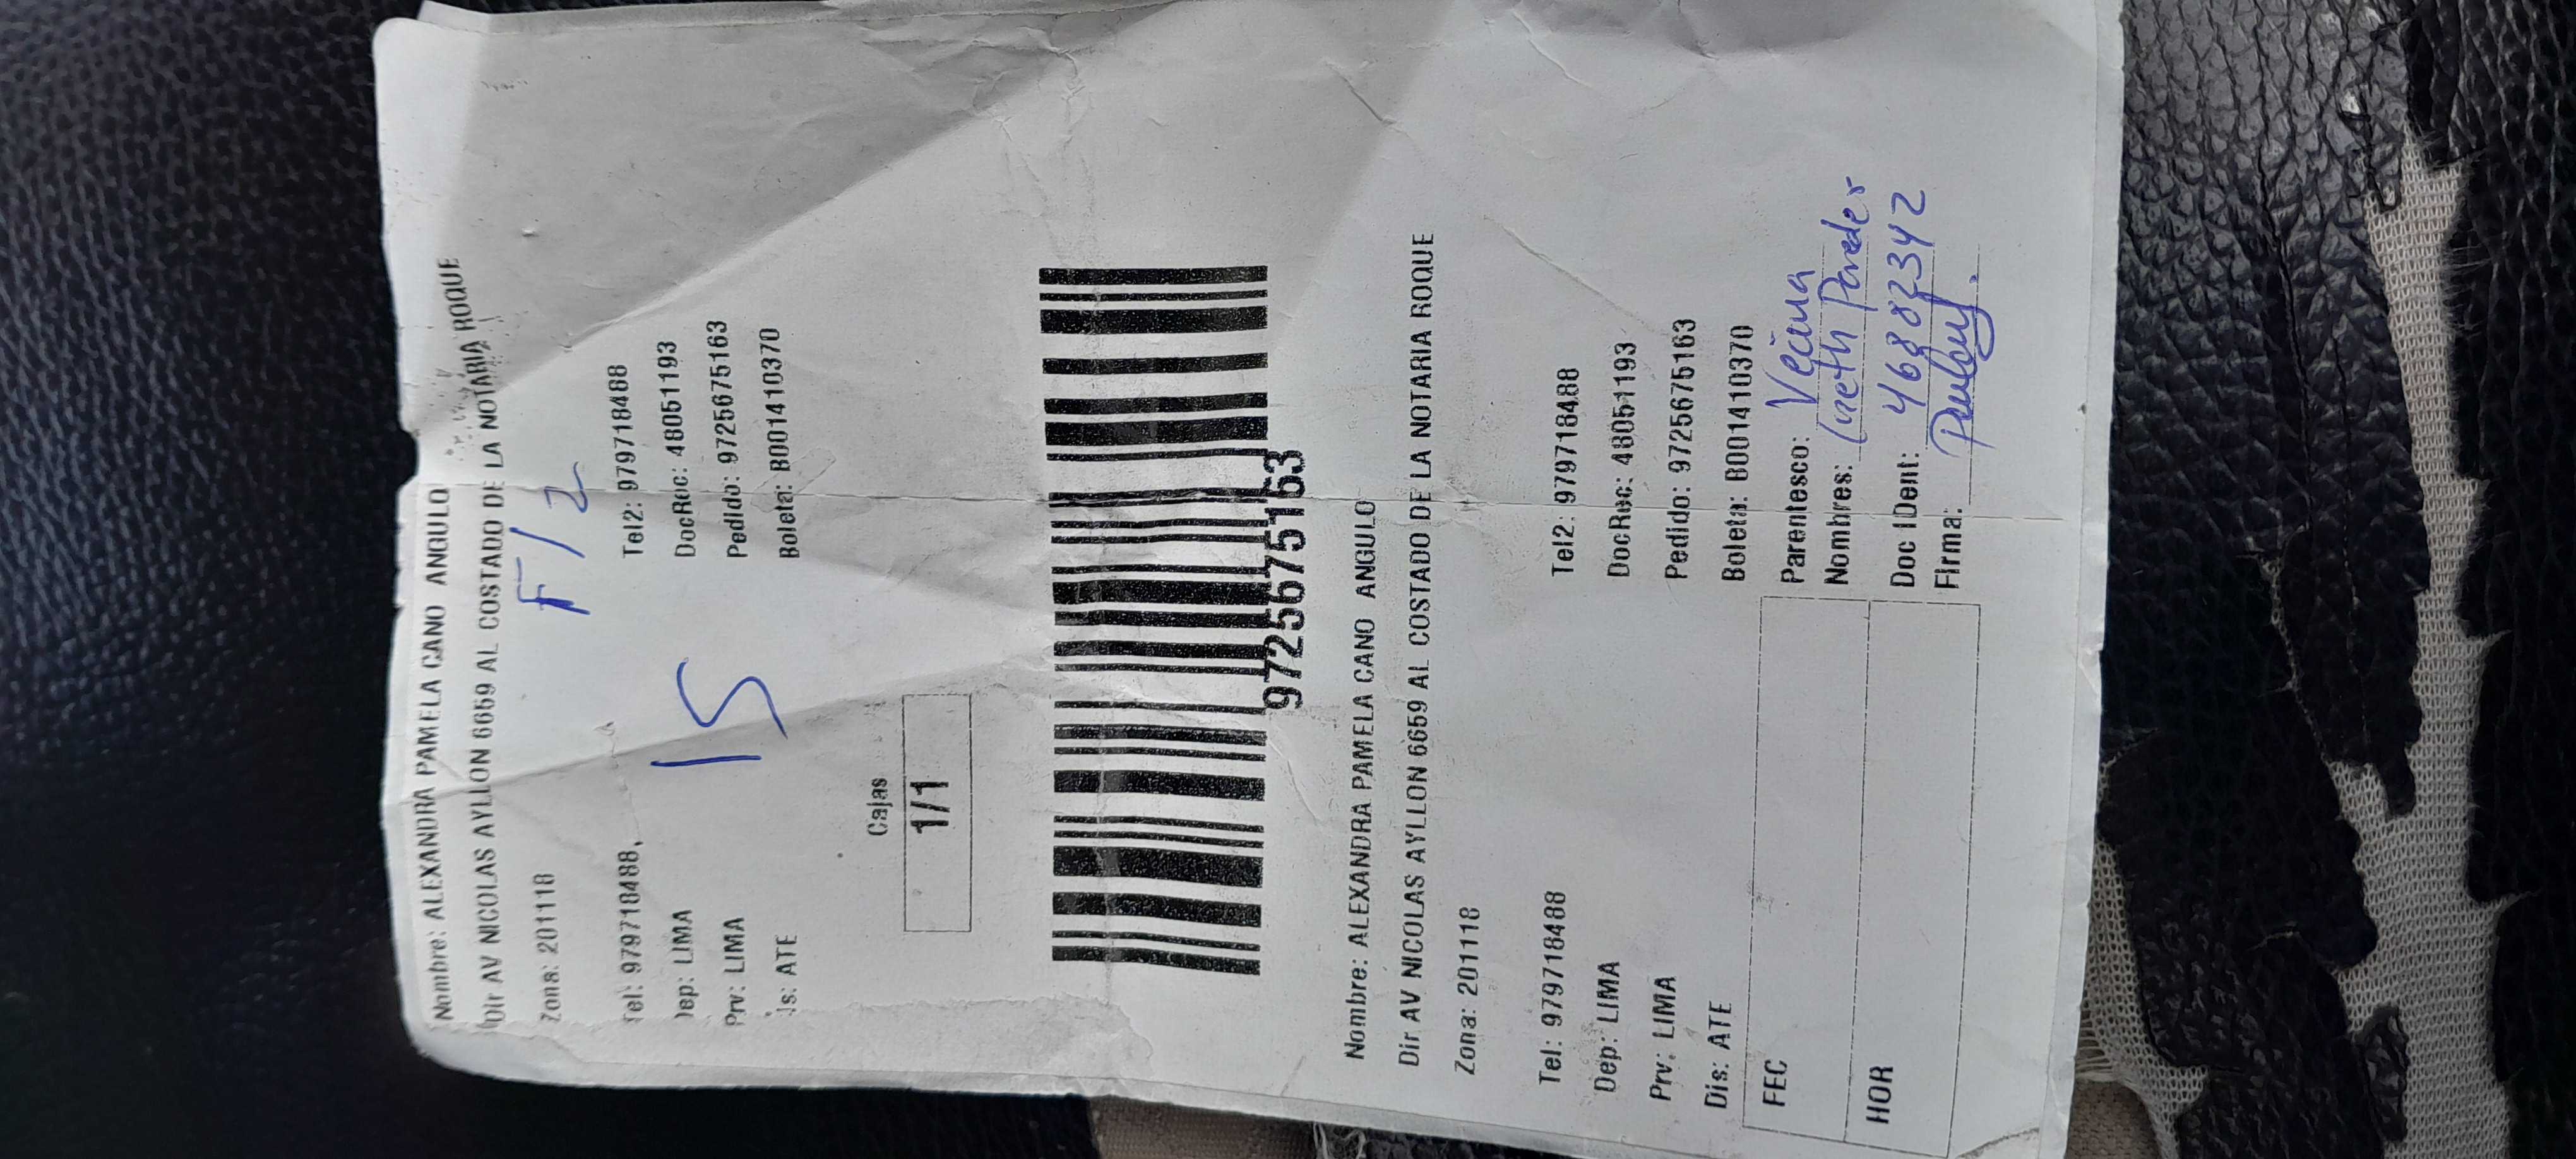 Nombre: ALEXANDRA PAMELA CANO ANGULO
Dir AV NICOLAS AYLLON 6659 AL COSTADO DE LA NOTARIA ROQUE
Zona: 201118
F/2
Tel: 979718488, Tel2: 979718488
Dep: LIMA DocRec: 48051193
Prv: LIMA Pedido: 9725675163
Dis: ATE Boleta: B001410370
15
Cajas
1/1
9725675163
Nombre: ALEXANDRA PAMELA CANO ANGULO
Dir AV NICOLAS AYLLON 6659 AL COSTADO DE LA NOTARIA ROQUE
Zona: 201118
Tel: 979718488 Tel2: 979718488
Dep: LIMA DocRec: 48051193
Prv: LIMA Pedido: 9725675163
Dis: ATE Boleta: B001410370
FEC Parentesco: Vecina
Nombres:
HOR Doc IDent: 46882342
Firma: